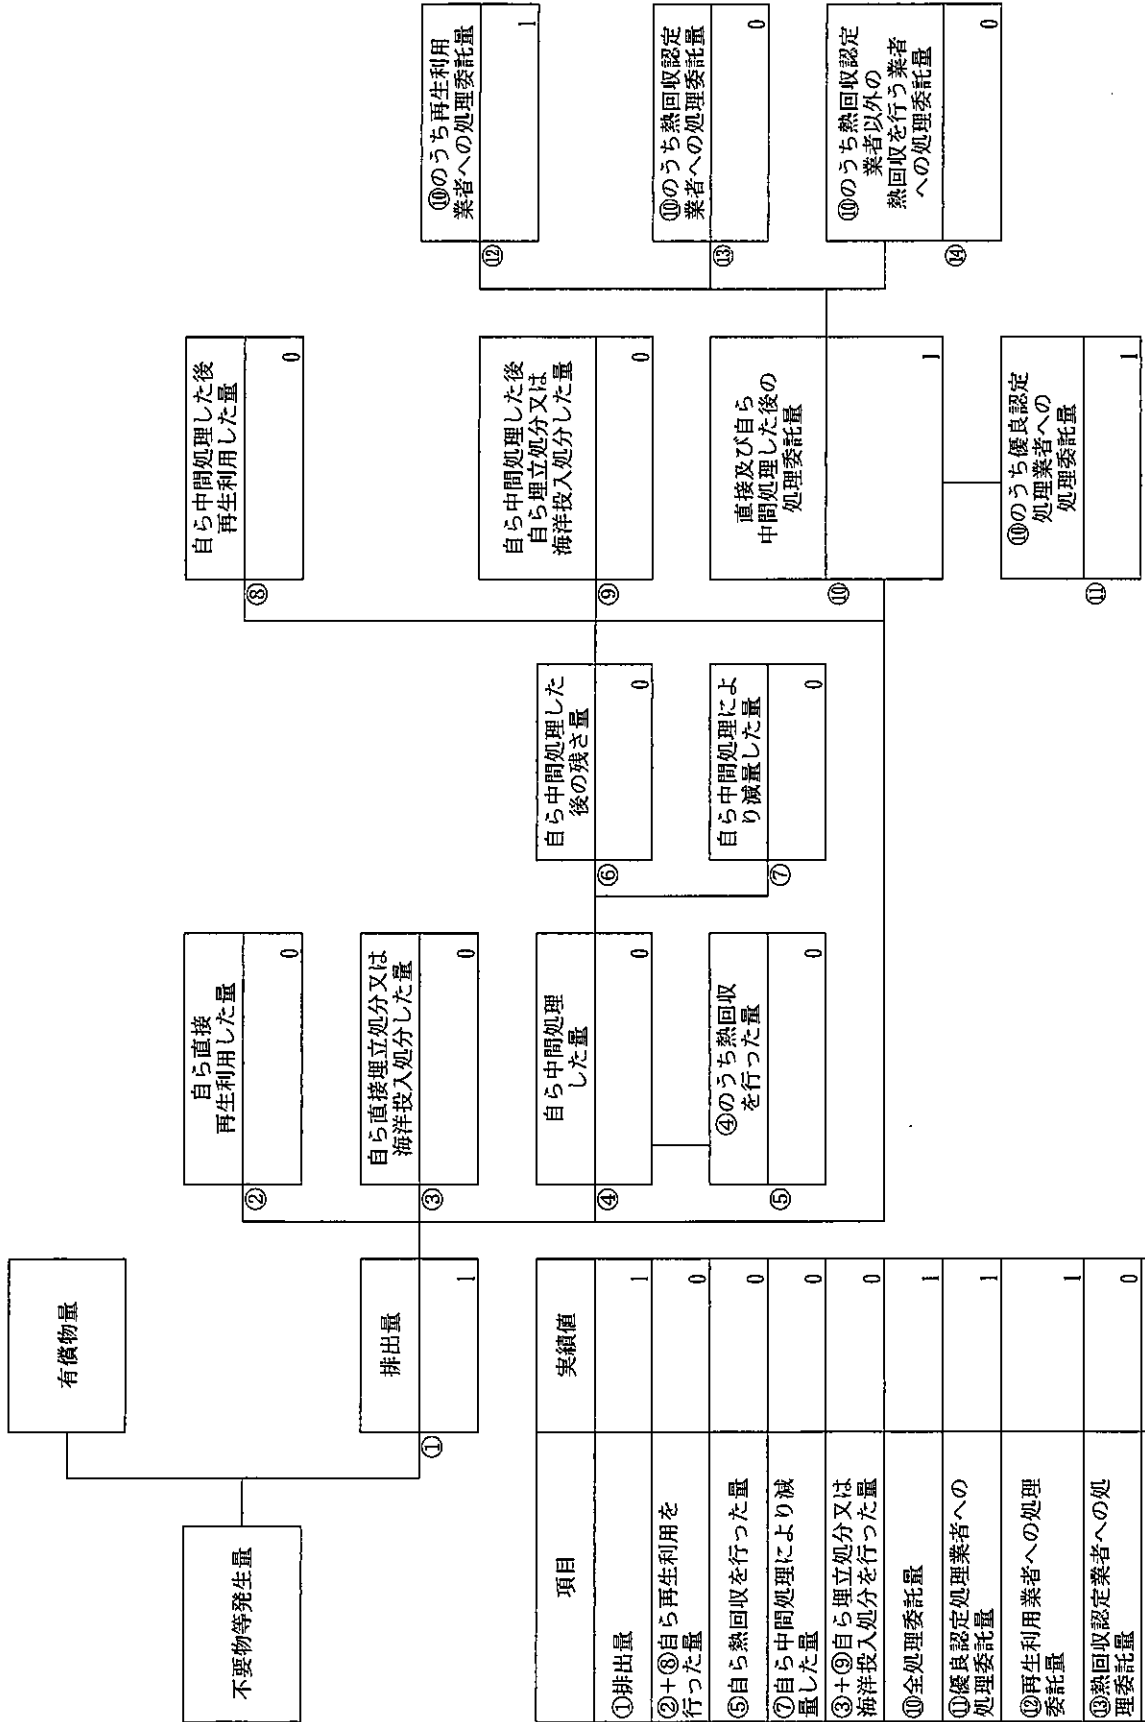 不要物等発生量
有償物量
排出量
①
1
自ら直接
再生利用した量
②
0
自ら直接埋立処分又は
海洋投入処分した量
③
0
自ら中間処理
した量
④
0
④のうち熱回収
を行った量
⑤
0
自ら中間処理した
後の残さ量
⑥
0
自ら中間処理によ
り減量した量
⑦
0
自ら中間処理した後
再生利用した量
⑧
0
自ら中間処理した後
自ら埋立処分又は
海洋投入処分した量
⑨
0
直接及び自ら
中間処理した後の
処理委託量
⑩
1
⑩のうち優良認定
処理業者への
処理委託量
⑪
1
⑩のうち再生利用
業者への処理委託量
⑫
1
⑩のうち熱回収認定
業者への処理委託量
⑬
0
⑩のうち熱回収認定
業者以外の
熱回収を行う業者
への処理委託量
⑭
0
項目 実績値
①排出量 1
②+⑧自ら再生利用を
行った量 0
⑤自ら熱回収を行った量 0
⑦自ら中間処理により減
量した量 0
③+⑨自ら埋立処分又は
海洋投入処分を行った量 0
⑩全処理委託量 1
⑪優良認定処理業者への
処理委託量 1
⑫再生利用業者への処理
委託量 1
⑬熱回収認定業者への処
理委託量 0